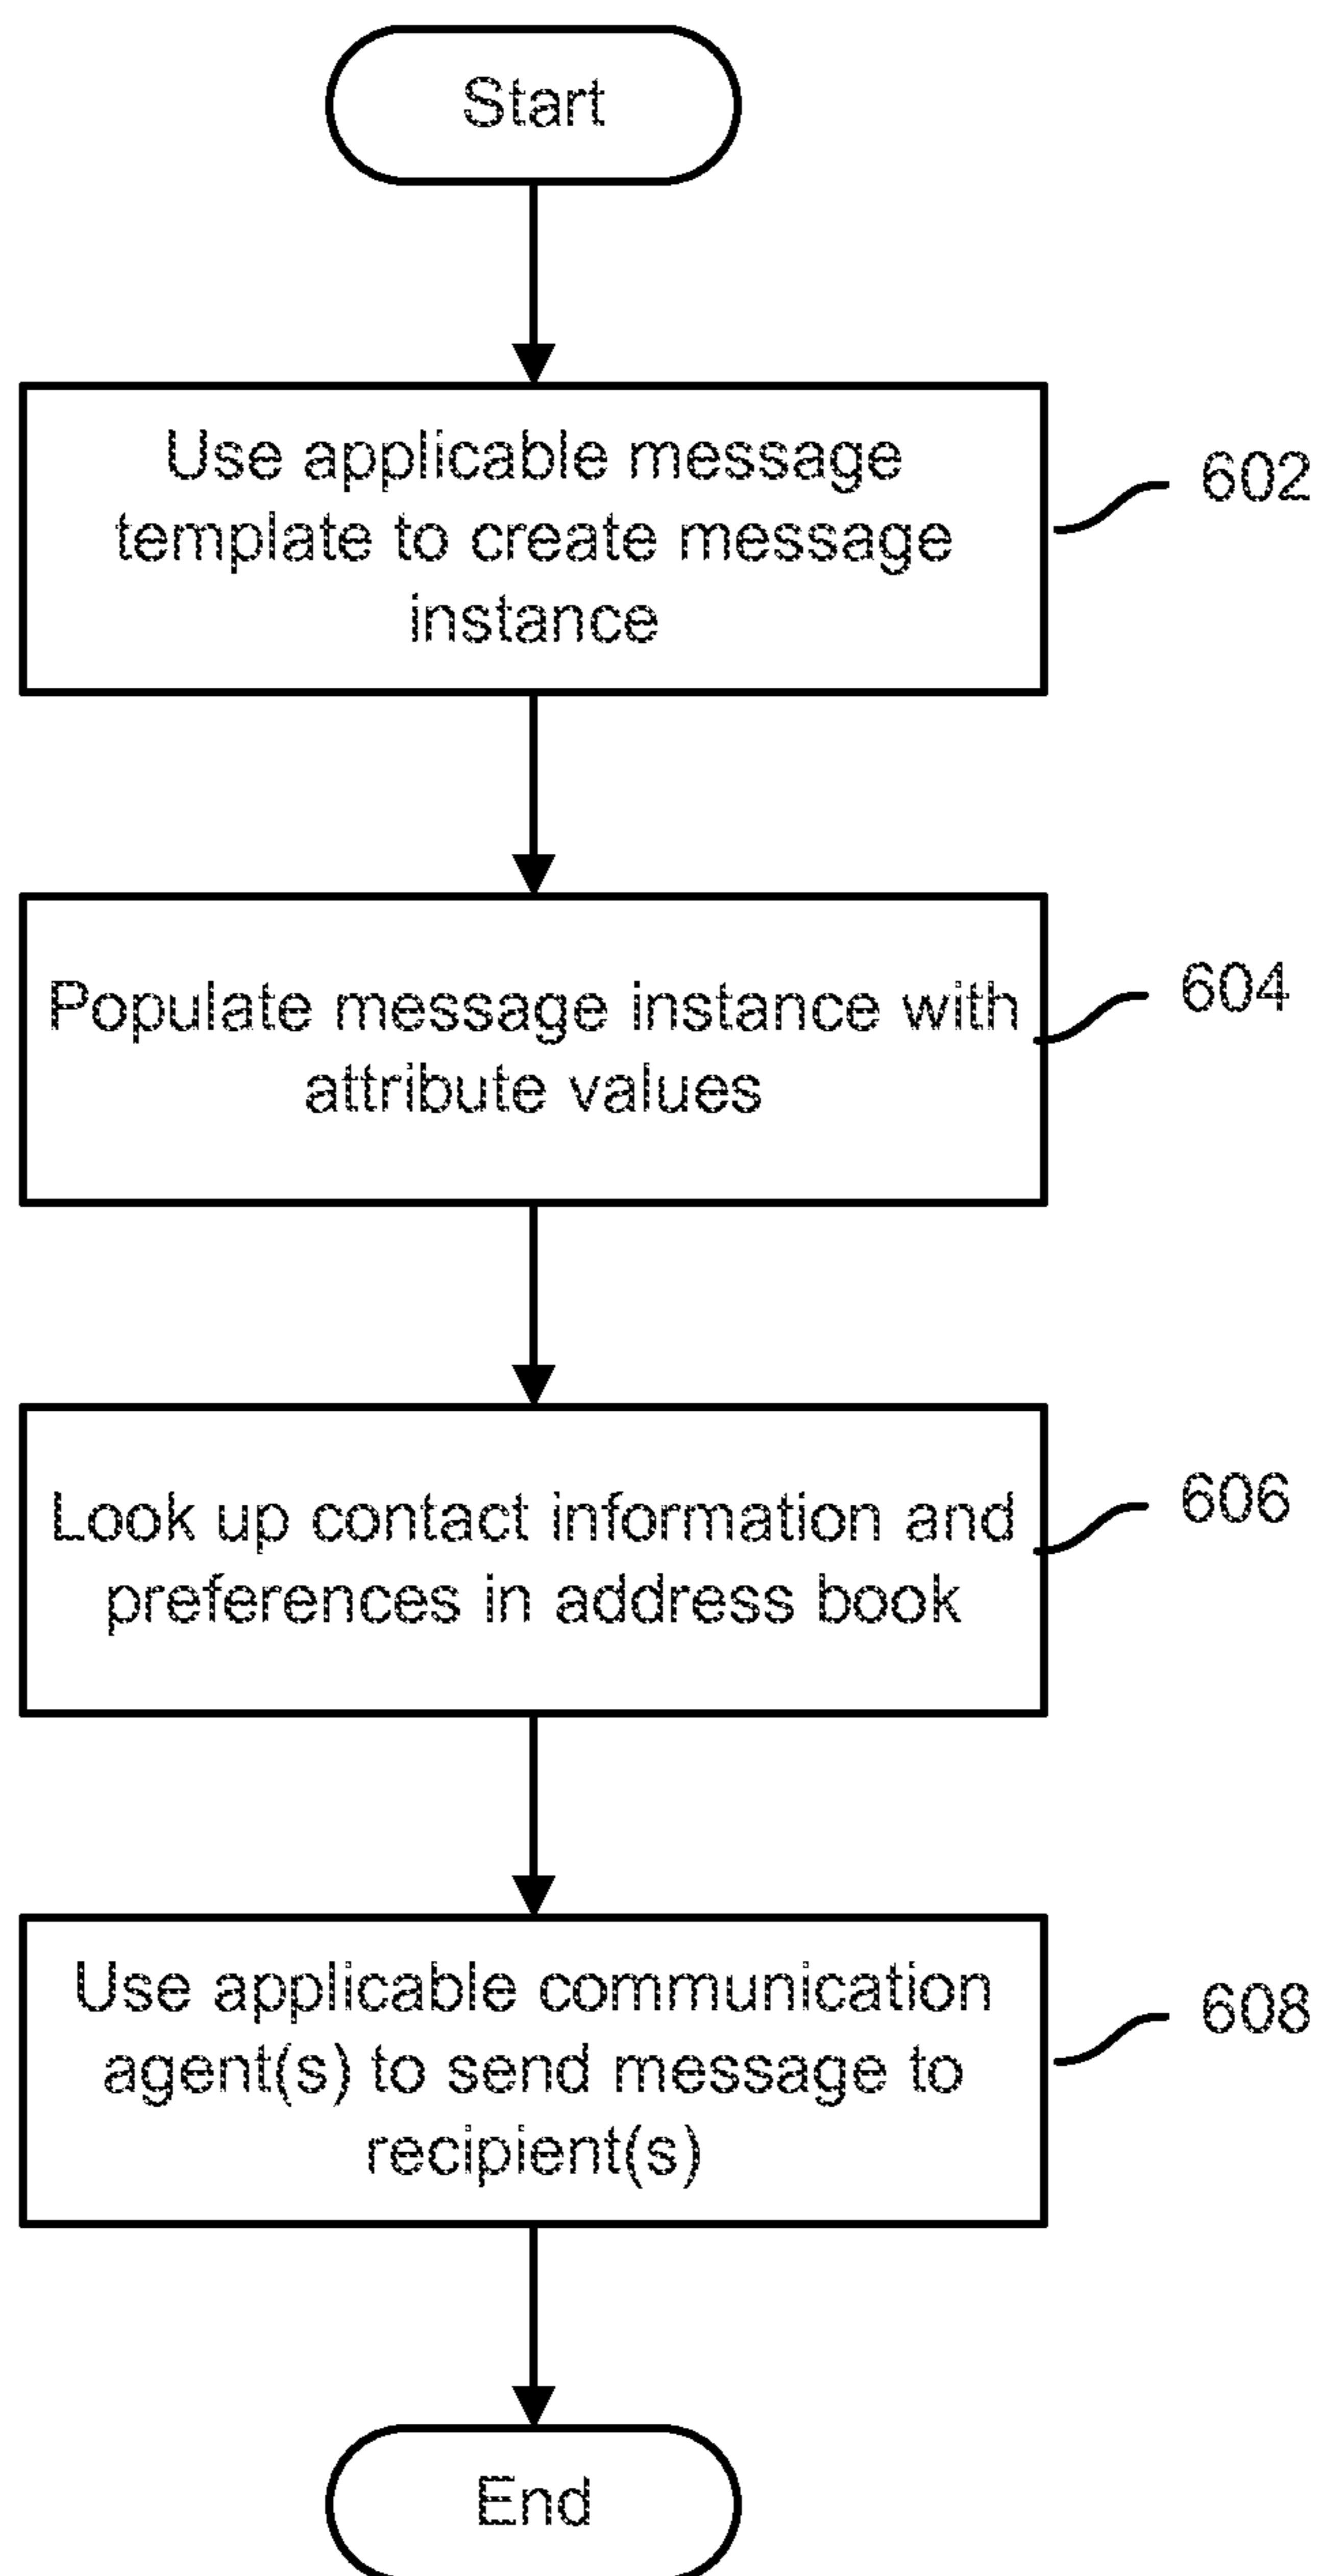 Start
Use applicable message
template to create message
instance
602
Populate message instance with
attribute values
604
Look up contact information and
preferences in address book
606
Use applicable communication
agent(s) to send message to
recipient(s)
608
End